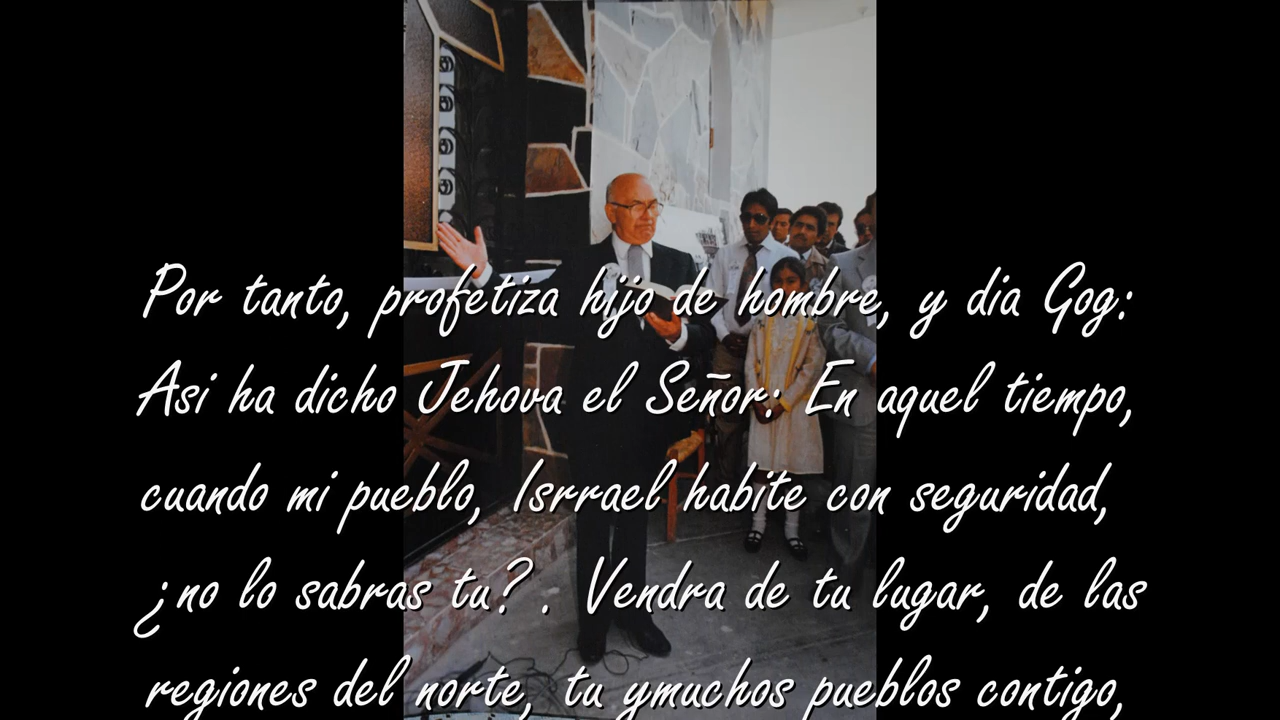 Por tanto, profetiza hijo de hombre, y dia Gog:
Asi ha dicho Jehova el Señor: En aquel tiempo,
cuando mi pueblo, Isrrael habite con seguridad,
¿no lo sabras tu? . Vendra de tu lugar, de las
regiones del norte, tu ymuchos pueblos contigo,